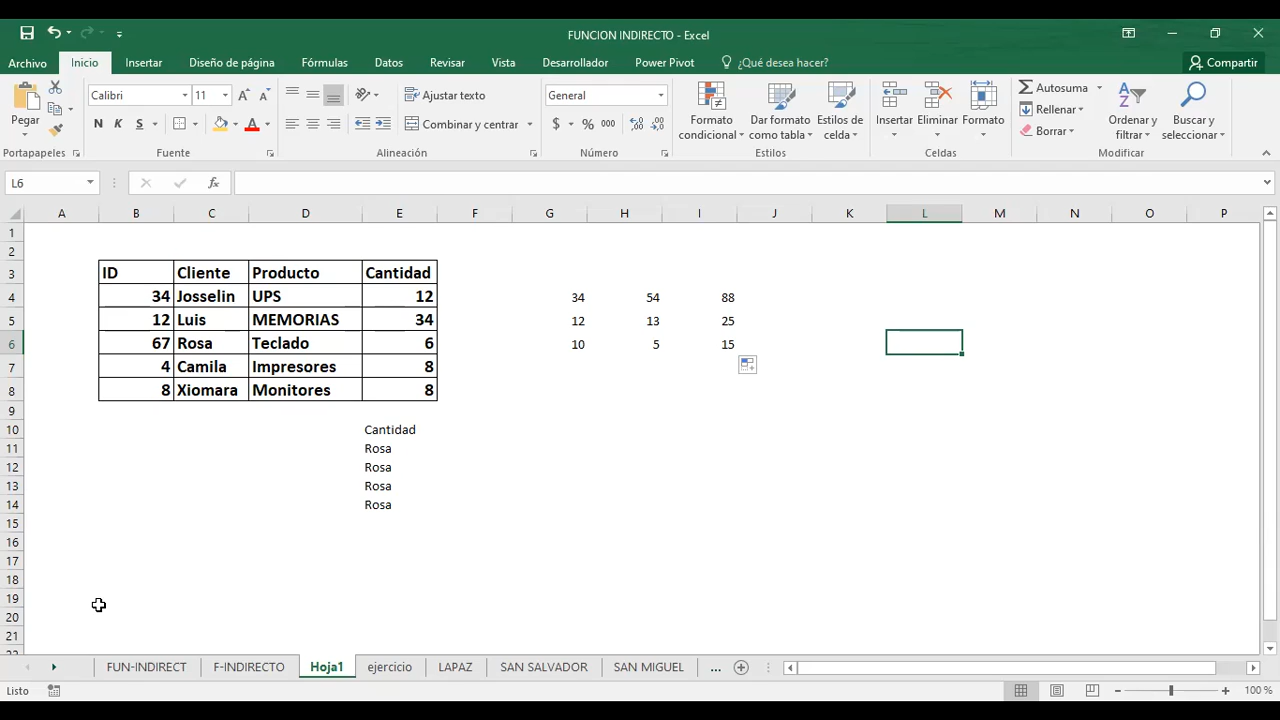 FUNCION INDIRECTO - Excel
Archivo Inicio Insertar Diseño de página Fórmulas Datos Revisar Vista Desarrollador Power Pivot ¿Qué desea hacer? Compartir
Pegar
Calibri 11
N K S
Ajustar texto
Combinar y centrar
General
$ % 000
Formato condicional
Dar formato como tabla
Estilos de celda
Insertar
Eliminar
Formato
Autosuma
Rellenar
Borrar
Ordenar y filtrar
Buscar y seleccionar
Portapapeles Fuente Alineación Número Estilos Celdas Modificar
L6 fx
A B C D E F G H I J K L M N O P
1
2
3 ID Cliente Producto Cantidad
4 34 Josselin UPS 12 34 54 88
5 12 Luis MEMORIAS 34 12 13 25
6 67 Rosa Teclado 6 10 5 15
7 4 Camila Impresores 8
8 8 Xiomara Monitores 8
9
10 Cantidad
11 Rosa
12 Rosa
13 Rosa
14 Rosa
15
16
17
18
19
20
21
FUN-INDIRECT F-INDIRECTO Hoja1 ejercicio LAPAZ SAN SALVADOR SAN MIGUEL ...
Listo 100 %